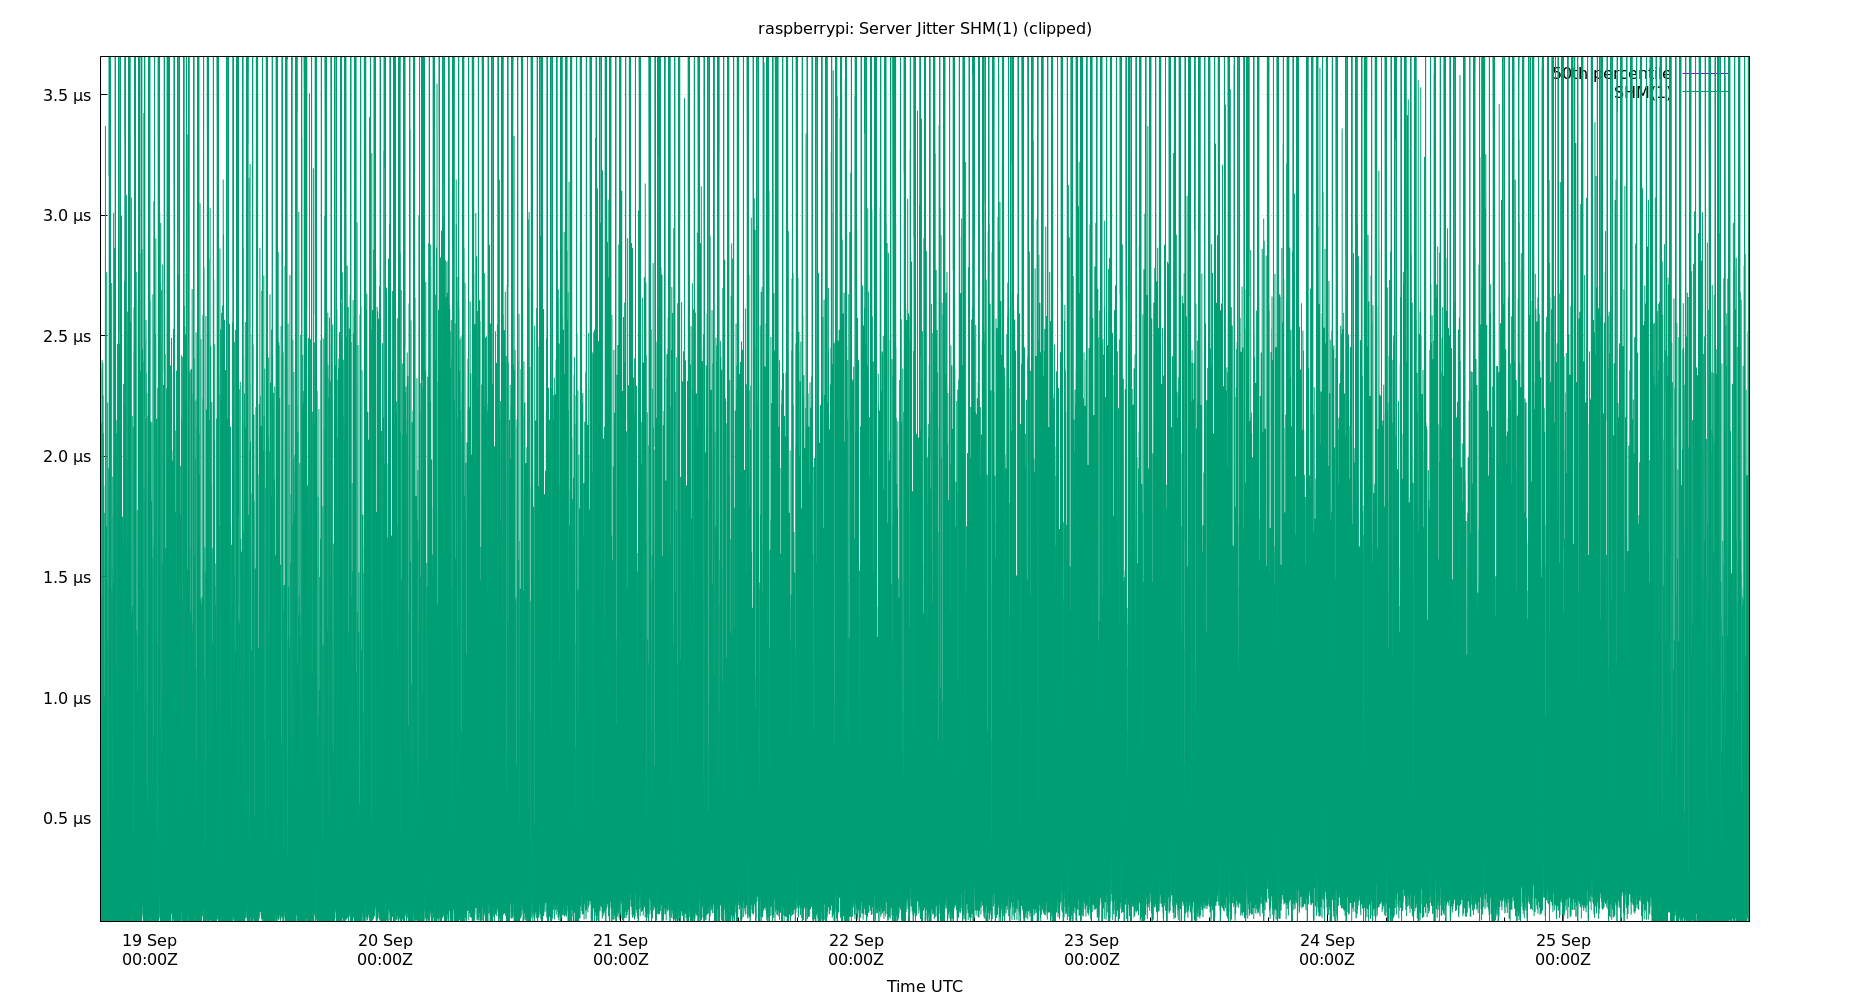 raspberrypi: Server Jitter SHM(1) (clipped)
50th percentile
SHM(1)
3.5 µs
3.0 µs
2.5 µs
2.0 µs
1.5 µs
1.0 µs
0.5 µs
19 Sep 20 Sep 21 Sep 22 Sep 23 Sep 24 Sep 25 Sep
00:00Z 00:00Z 00:00Z 00:00Z 00:00Z 00:00Z 00:00Z
Time UTC